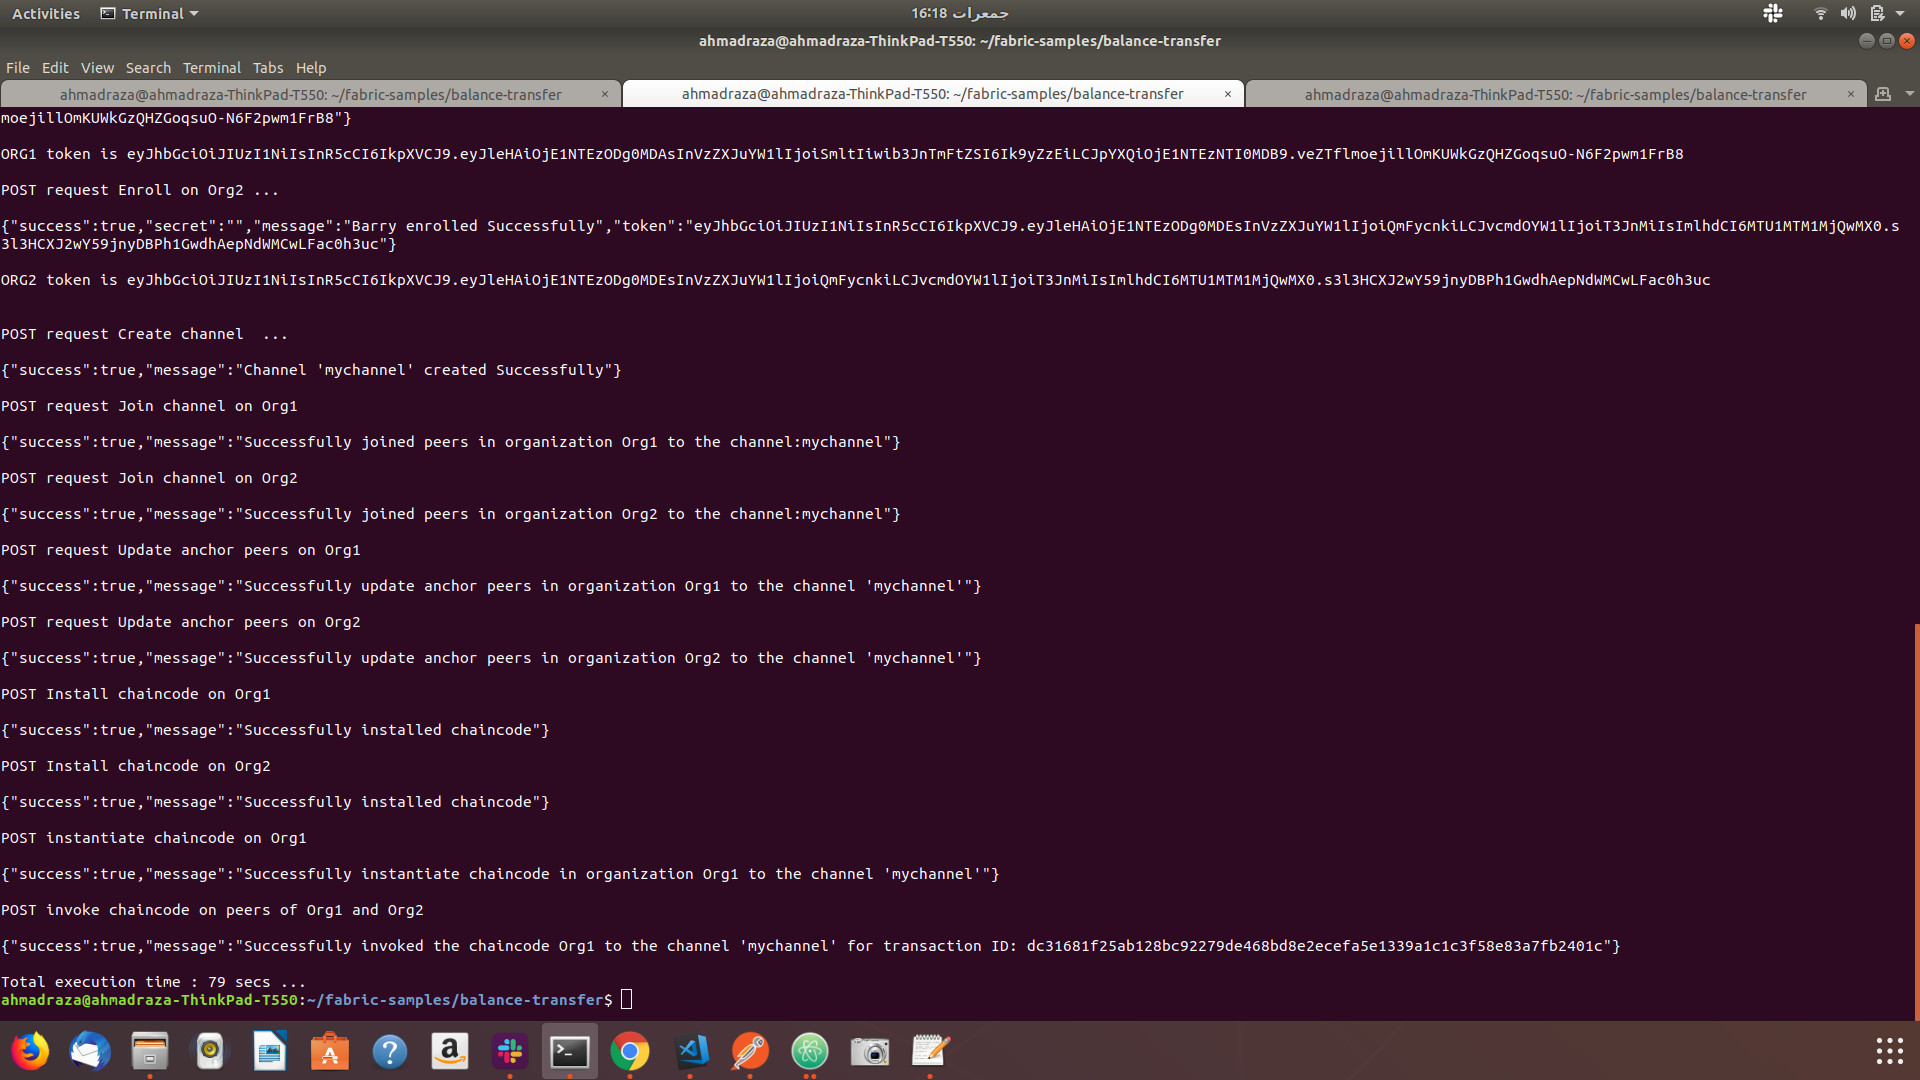 Activities Terminal جمعرات 16:18
ahmadraza@ahmadraza-ThinkPad-T550: ~/fabric-samples/balance-transfer
File Edit View Search Terminal Tabs Help
ahmadraza@ahmadraza-ThinkPad-T550: ~/fabric-samples/balance-transfer × ahmadraza@ahmadraza-ThinkPad-T550: ~/fabric-samples/balance-transfer × ahmadraza@ahmadraza-ThinkPad-T550: ~/fabric-samples/balance-transfer ×
moejillOmKUWkGzQHZGoqsuO-N6F2pwm1FrB8"}
ORG1 token is eyJhbGciOiJIUzI1NiIsInR5cCI6IkpXVCJ9.eyJleHAiOjE1NTEzODg0MDAsInVzZXJuYW1lIjoiSmltIiwib3JnTmFtZSI6Ik9yZzEiLCJpYXQiOjE1NTEzNTI0MDB9.veZTflmoejillOmKUWkGzQHZGoqsuO-N6F2pwm1FrB8
POST request Enroll on Org2 ...
{"success":true,"secret":"","message":"Barry enrolled Successfully","token":"eyJhbGciOiJIUzI1NiIsInR5cCI6IkpXVCJ9.eyJleHAiOjE1NTEzODg0MDEsInVzZXJuYW1lIjoiQmFycnkiLCJvcmdOYW1lIjoiT3JnMiIsImlhdCI6MTU1MTM1MjQwMX0.s
3l3HCXJ2wY59jnyDBPh1GwdhAepNdWMCwLFac0h3uc"}
ORG2 token is eyJhbGciOiJIUzI1NiIsInR5cCI6IkpXVCJ9.eyJleHAiOjE1NTEzODg0MDEsInVzZXJuYW1lIjoiQmFycnkiLCJvcmdOYW1lIjoiT3JnMiIsImlhdCI6MTU1MTM1MjQwMX0.s3l3HCXJ2wY59jnyDBPh1GwdhAepNdWMCwLFac0h3uc
POST request Create channel  ...
{"success":true,"message":"Channel 'mychannel' created Successfully"}
POST request Join channel on Org1
{"success":true,"message":"Successfully joined peers in organization Org1 to the channel:mychannel"}
POST request Join channel on Org2
{"success":true,"message":"Successfully joined peers in organization Org2 to the channel:mychannel"}
POST request Update anchor peers on Org1
{"success":true,"message":"Successfully update anchor peers in organization Org1 to the channel 'mychannel'"}
POST request Update anchor peers on Org2
{"success":true,"message":"Successfully update anchor peers in organization Org2 to the channel 'mychannel'"}
POST Install chaincode on Org1
{"success":true,"message":"Successfully installed chaincode"}
POST Install chaincode on Org2
{"success":true,"message":"Successfully installed chaincode"}
POST instantiate chaincode on Org1
{"success":true,"message":"Successfully instantiate chaincode in organization Org1 to the channel 'mychannel'"}
POST invoke chaincode on peers of Org1 and Org2
{"success":true,"message":"Successfully invoked the chaincode Org1 to the channel 'mychannel' for transaction ID: dc31681f25ab128bc92279de468bd8e2ecefa5e1339a1c1c3f58e83a7fb2401c"}
Total execution time : 79 secs ...
ahmadraza@ahmadraza-ThinkPad-T550:~/fabric-samples/balance-transfer$